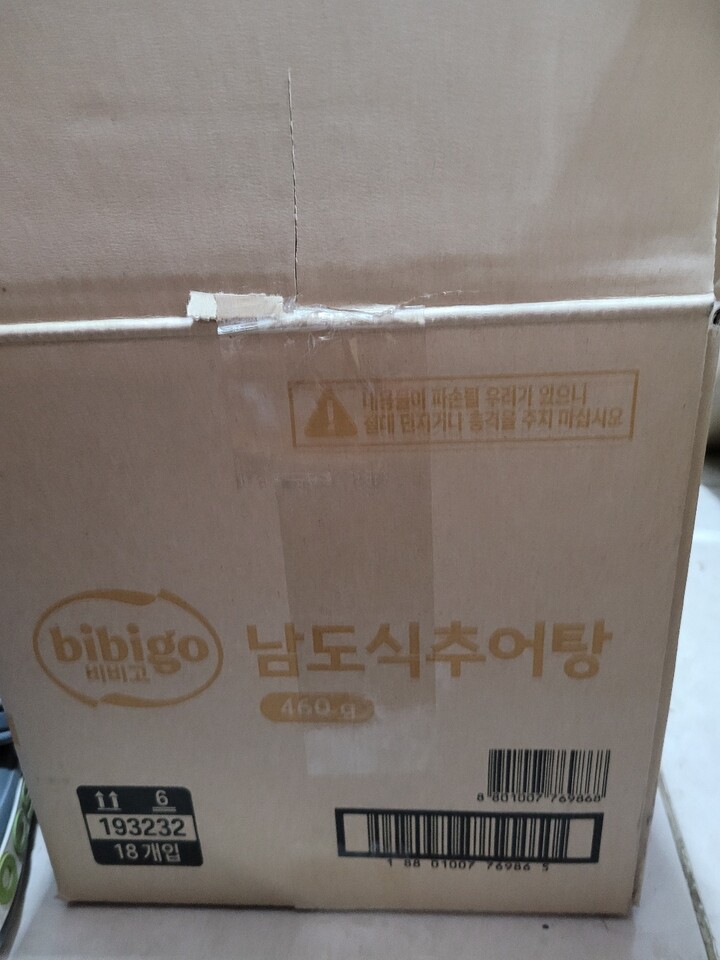 내용물이 파손될 우려가 있으니
절대 던지거나 충격을 주지 마십시오
bibigo
비비고
남도식추어탕
460g
6
193232
18개입
8 801007 769868
1 88 01007 76986 5